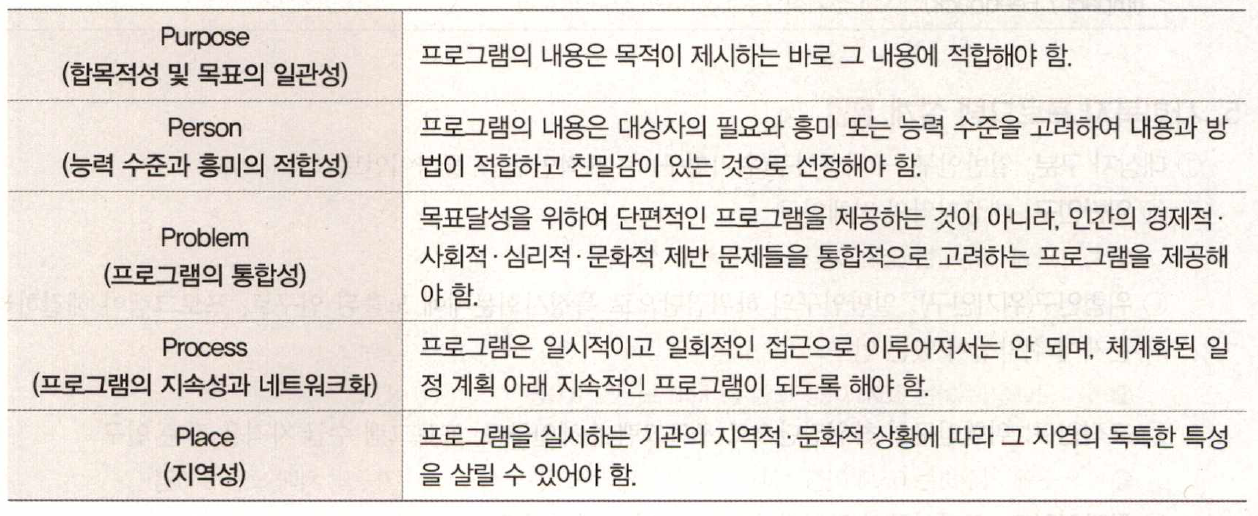 Purpose
(합목적성 및 목표의 일관성)
프로그램의 내용은 목적이 제시하는 바로 그 내용에 적합해야 함.
Person
(능력 수준과 흥미의 적합성)
프로그램의 내용은 대상자의 필요와 흥미 또는 능력 수준을 고려하여 내용과 방
법이 적합하고 친밀감이 있는 것으로 선정해야 함.
Problem
(프로그램의 통합성)
목표달성을 위하여 단편적인 프로그램을 제공하는 것이 아니라, 인간의 경제적·
사회적·심리적·문화적 제반 문제들을 통합적으로 고려하는 프로그램을 제공해
야 함.
Process
(프로그램의 지속성과 네트워크화)
프로그램은 일시적이고 일회적인 접근으로 이루어져서는 안 되며, 체계화된 일
정 계획 아래 지속적인 프로그램이 되도록 해야 함.
Place
(지역성)
프로그램을 실시하는 기관의 지역적·문화적 상황에 따라 그 지역의 독특한 특성
을 살릴 수 있어야 함.